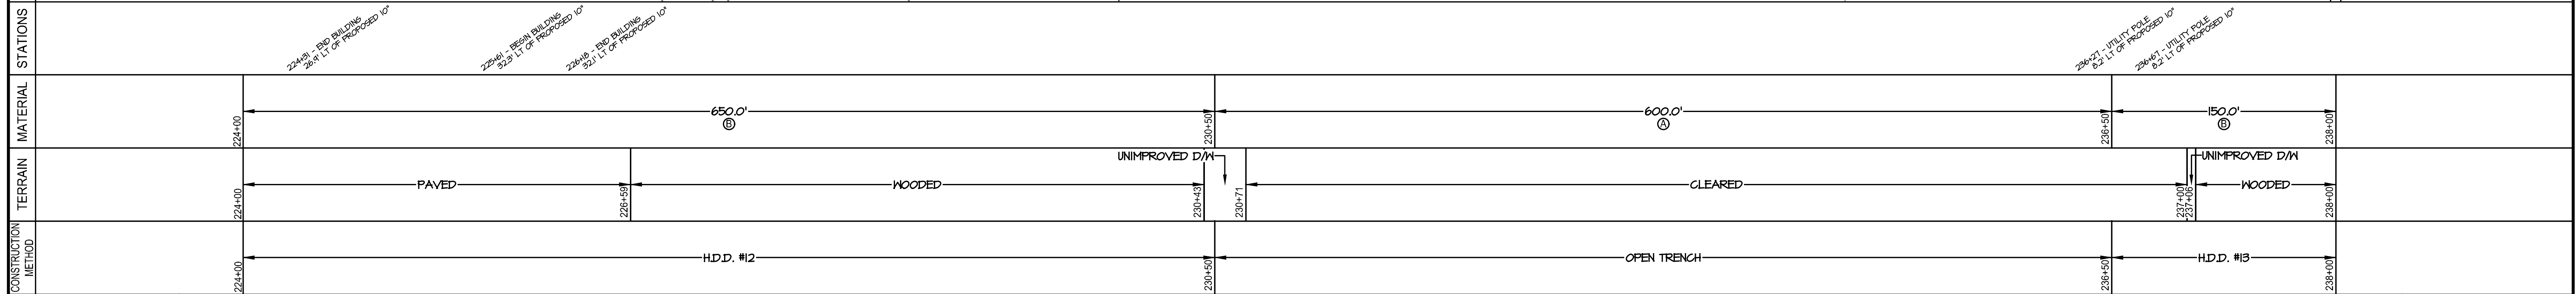 STATIONS
224+31 - END BUILDING
26.9' LT OF PROPOSED 10"
225+61 - BEGIN BUILDING
32.3' LT OF PROPOSED 10"
226+18 - END BUILDING
32.1' LT OF PROPOSED 10"
236+27 - UTILITY POLE
8.2' LT OF PROPOSED 10"
236+67 - UTILITY POLE
8.2' LT OF PROPOSED 10"
MATERIAL
224+00
650.0'
B
230+50
600.0'
A
236+50
150.0'
B
238+00
TERRAIN
224+00
PAVED
226+59
WOODED
230+43
UNIMPROVED D/W
230+71
CLEARED
237+00
237+06
UNIMPROVED D/W
WOODED
238+00
CONSTRUCTION
METHOD
224+00
H.D.D. #12
230+50
OPEN TRENCH
236+50
H.D.D. #13
238+00